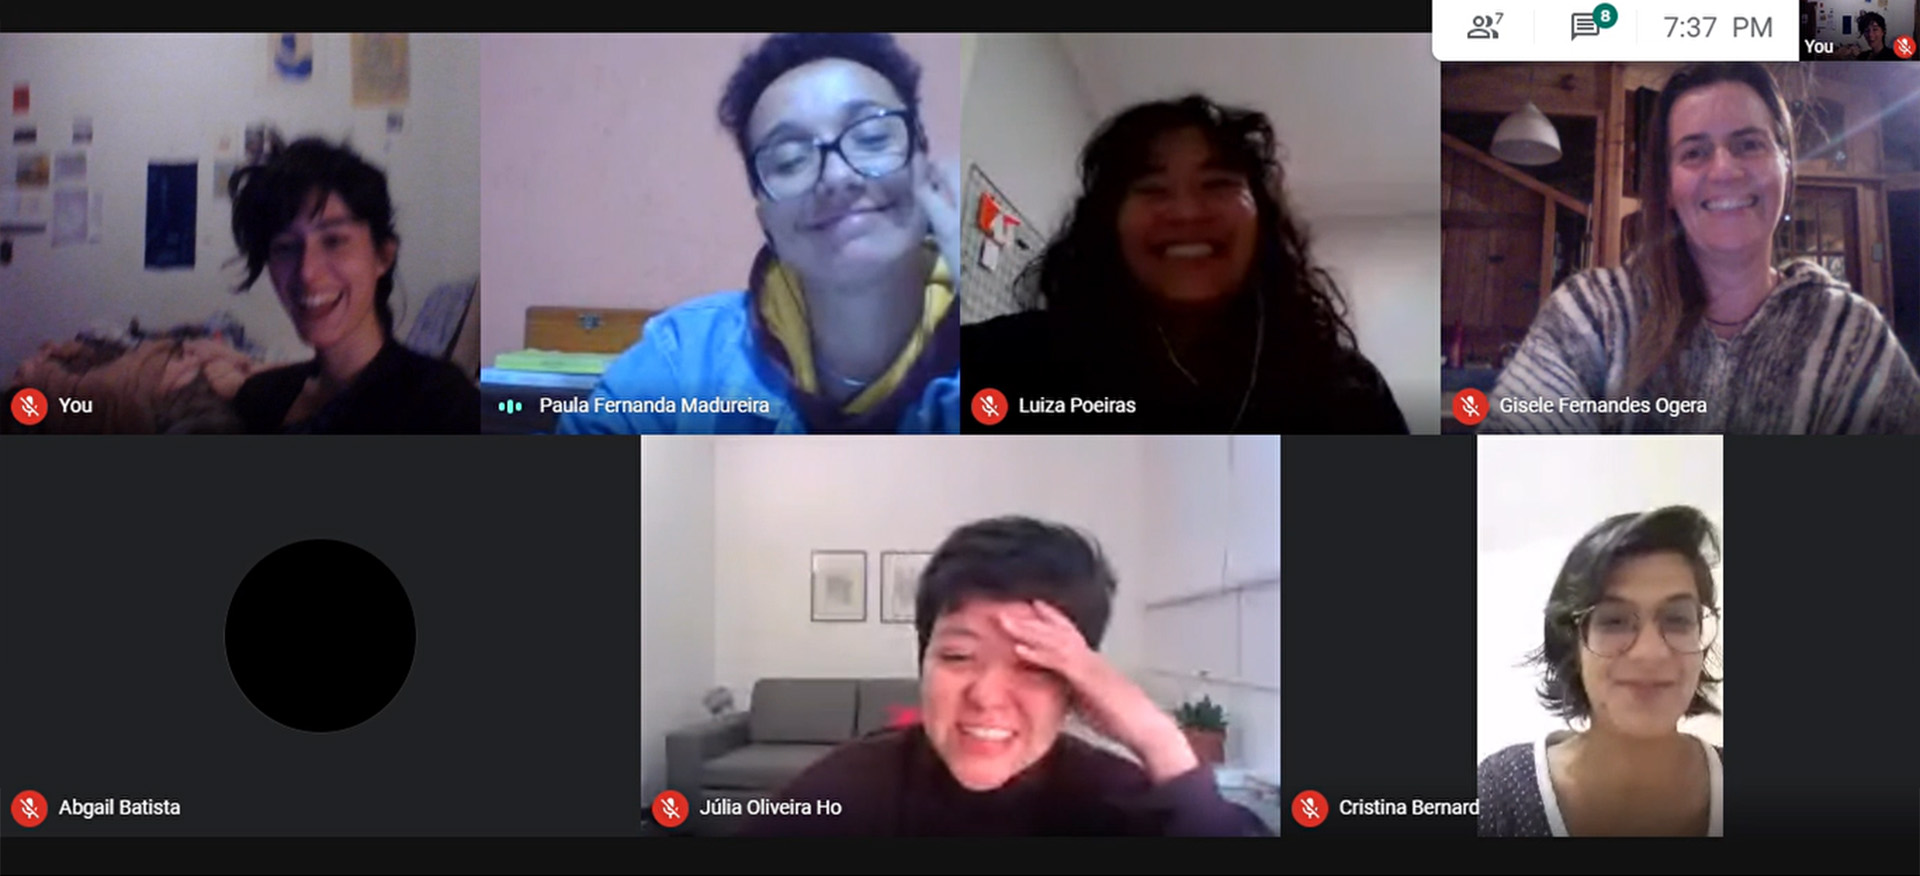 7
8
7:37 PM
You
You
Paula Fernanda Madureira
Luiza Poeiras
Gisele Fernandes Ogera
Abgail Batista
Júlia Oliveira Ho
Cristina Bernard